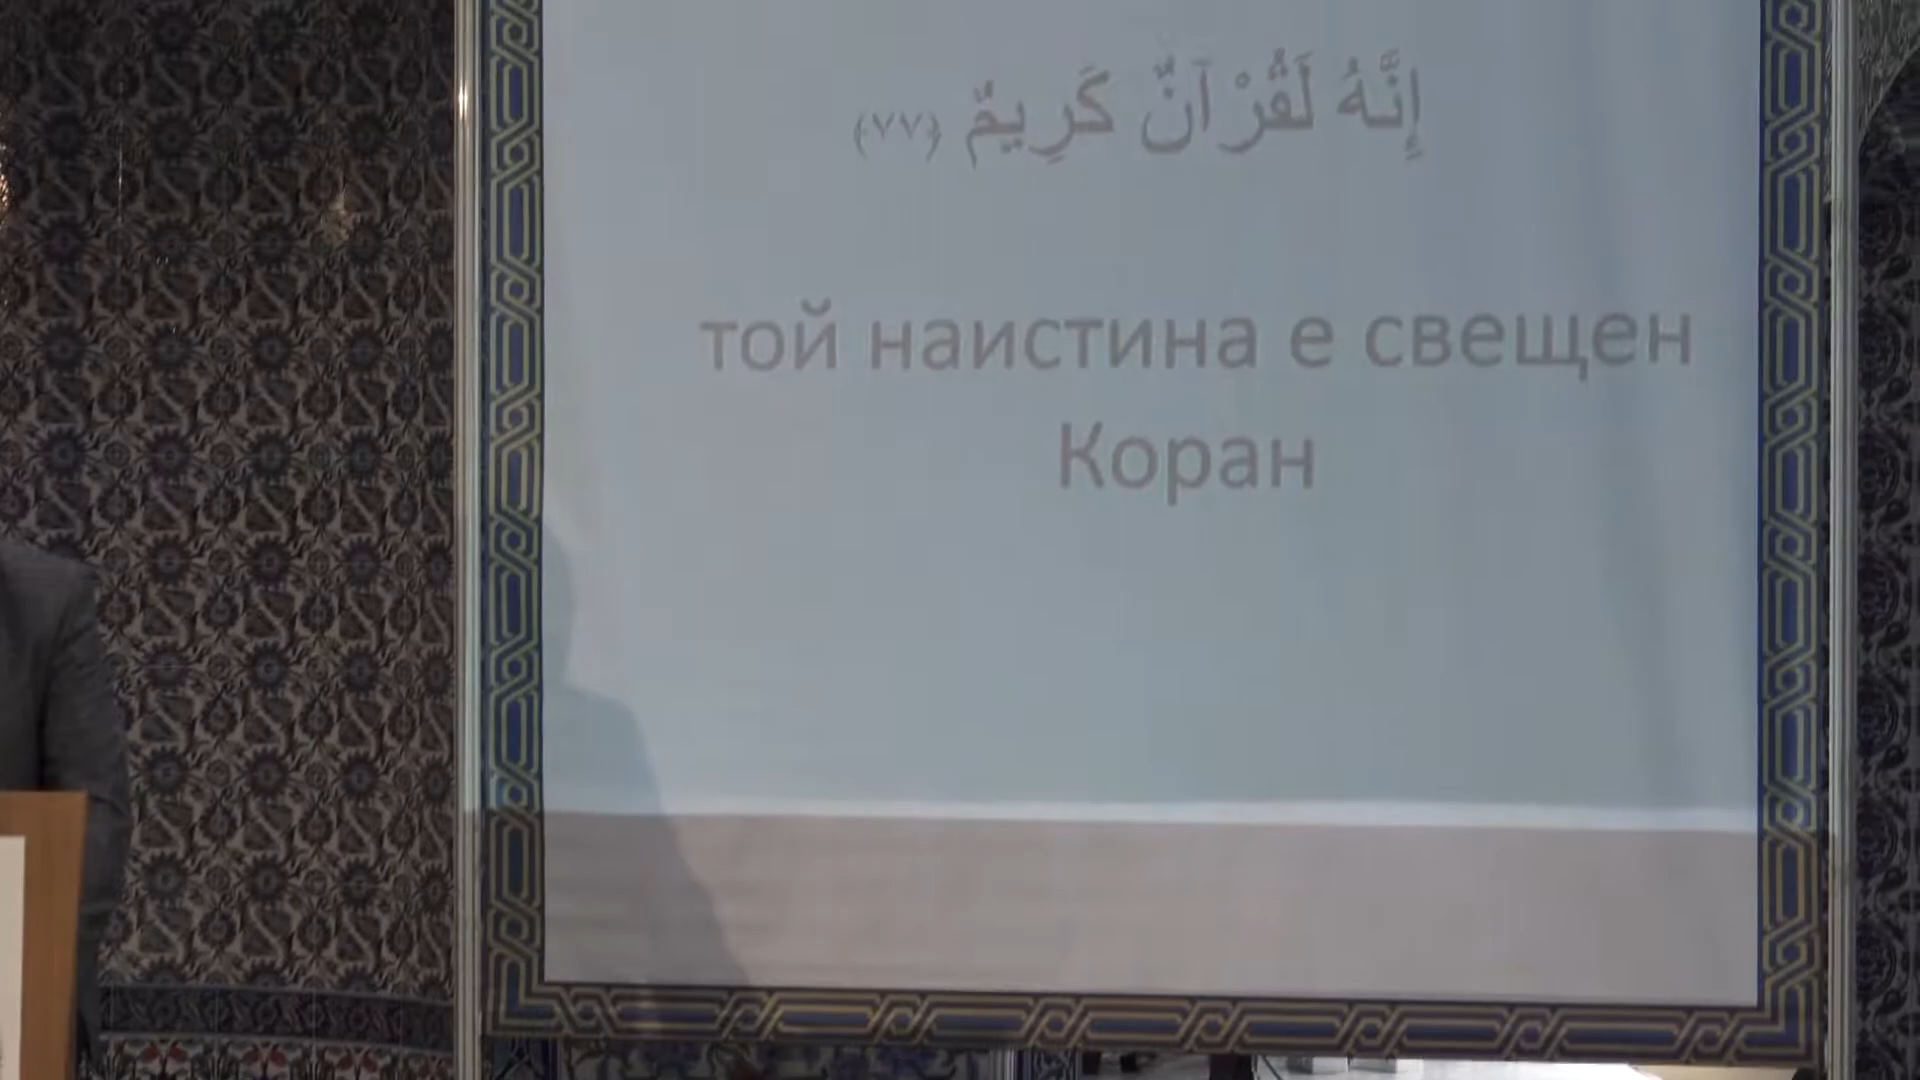 إِنَّهُ لَقُرْآنٌ كَرِيمٌ ﴿٧٧﴾
той наистина е свещен
Коран